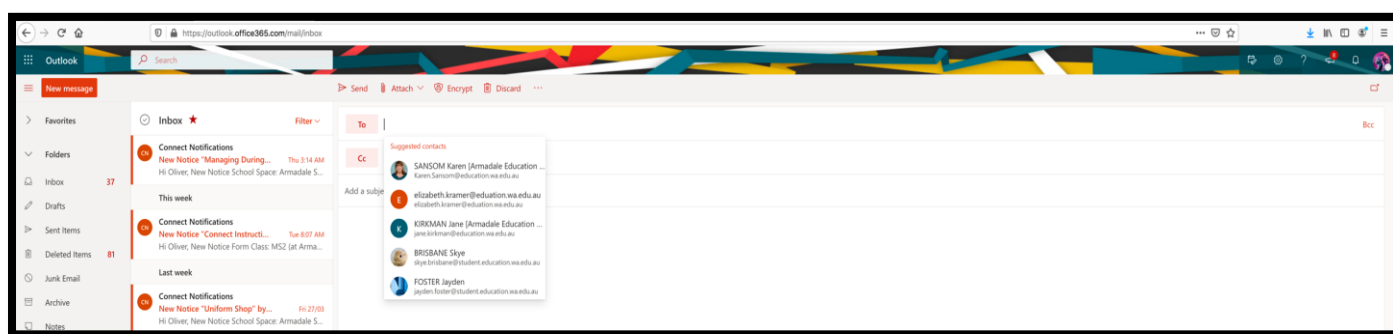 https://outlook.office365.com/mail/inbox
Outlook
Search
New message
Send Attach Encrypt Discard
Favorites
Folders
Inbox 37
Drafts
Sent Items
Deleted Items 81
Junk Email
Archive
Notes
Inbox ★ Filter
CN
Connect Notifications
New Notice "Managing During... Thu 3:14 AM
Hi Oliver, New Notice School Space: Armadale S...
This week
CN
Connect Notifications
New Notice "Connect Instructi... Tue 8:07 AM
Hi Oliver, New Notice Form Class: MS2 (at Arma...
Last week
CN
Connect Notifications
New Notice "Uniform Shop" by... Fri 27/03
Hi Oliver, New Notice School Space: Armadale S...
To
Bcc
Cc
Add a subje
Suggested contacts
SANSOM Karen [Armadale Education ...
Karen.Sansom@education.wa.edu.au
E
elizabeth.kramer@eduation.wa.edu.au
elizabeth.kramer@eduation.wa.edu.au
K
KIRKMAN Jane [Armadale Education ...
jane.kirkman@education.wa.edu.au
BRISBANE Skye
skye.brisbane@student.education.wa.edu.au
FOSTER Jayden
jayden.foster@student.education.wa.edu.au